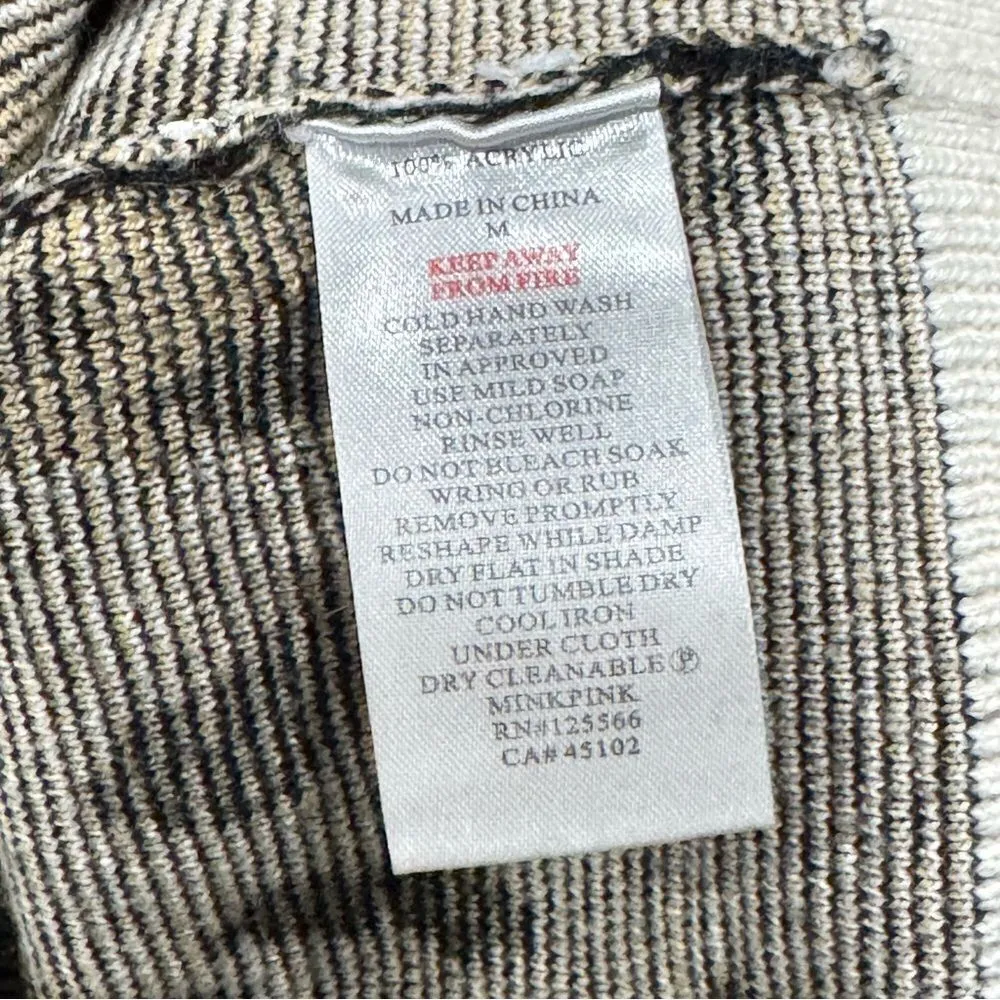 100% ACRYLIC
MADE IN CHINA
M
KEEP AWAY
FROM FIRE
COLD HAND WASH
SEPARATELY
IN APPROVED
USE MILD SOAP
NON-CHLORINE
RINSE WELL
DO NOT BLEACH SOAK
WRING OR RUB
REMOVE PROMPTLY
RESHAPE WHILE DAMP
DRY FLAT IN SHADE
DO NOT TUMBLE DRY
COOL IRON
UNDER CLOTH
DRY CLEANABLE Ⓟ
MINKPINK
RN#125566
CA# 45102